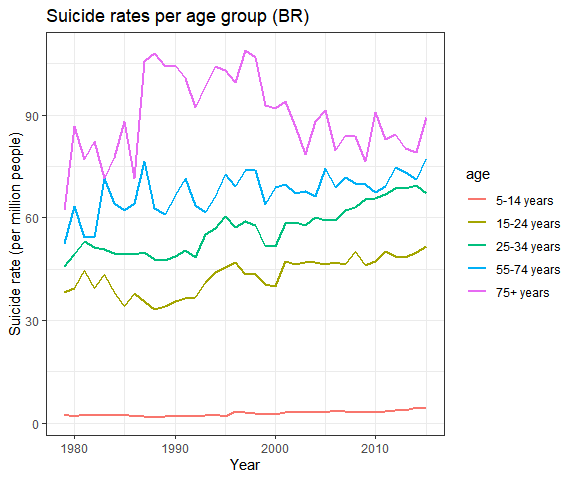 Suicide rates per age group (BR)
Suicide rate (per million people)
90
60
30
0
1980
1990
2000
2010
Year
age
5-14 years
15-24 years
25-34 years
55-74 years
75+ years